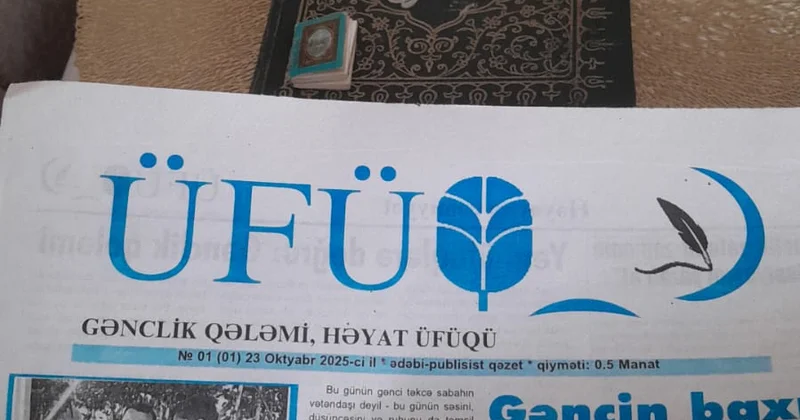 ÜFÜQ
GƏNCLİK QƏLƏMİ, HƏYAT ÜFÜQÜ
№ 01 (01) 23 Oktyabr 2025-ci il * ədəbi-publisist qəzet * qiyməti: 0.5 Manat
Bu günün gənci təkcə sabahın
vətəndaşı deyil - bu günün səsini,
Gəncin